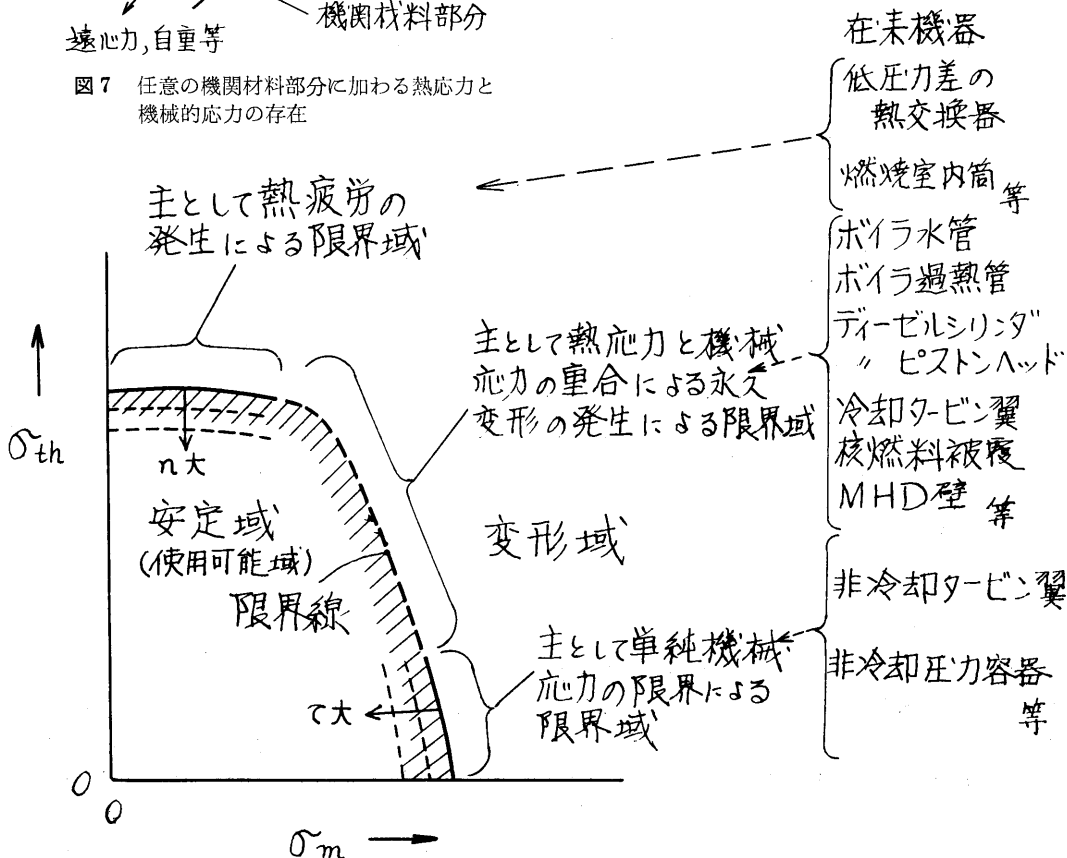 機関材料部分
遠心力,自重等
図7 任意の機関材料部分に加わる熱応力と
機械的応力の存在
在来機器
低圧力差の
熱交換器
燃焼室内筒 等
ボイラ水管
ボイラ過熱管
ディーゼルシリンダ
〃 ピストンヘッド
冷却タービン翼
核燃料被覆
MHD壁 等
非冷却タービン翼
非冷却圧力容器
等
主として熱疲労の
発生による限界域
主として熱応力と機械
応力の重合による永久
変形の発生による限界域
σth
n大
安定域
(使用可能域)
限界線
変形域
主として単純機械
応力の限界による
限界域
τ大
0
0
σm